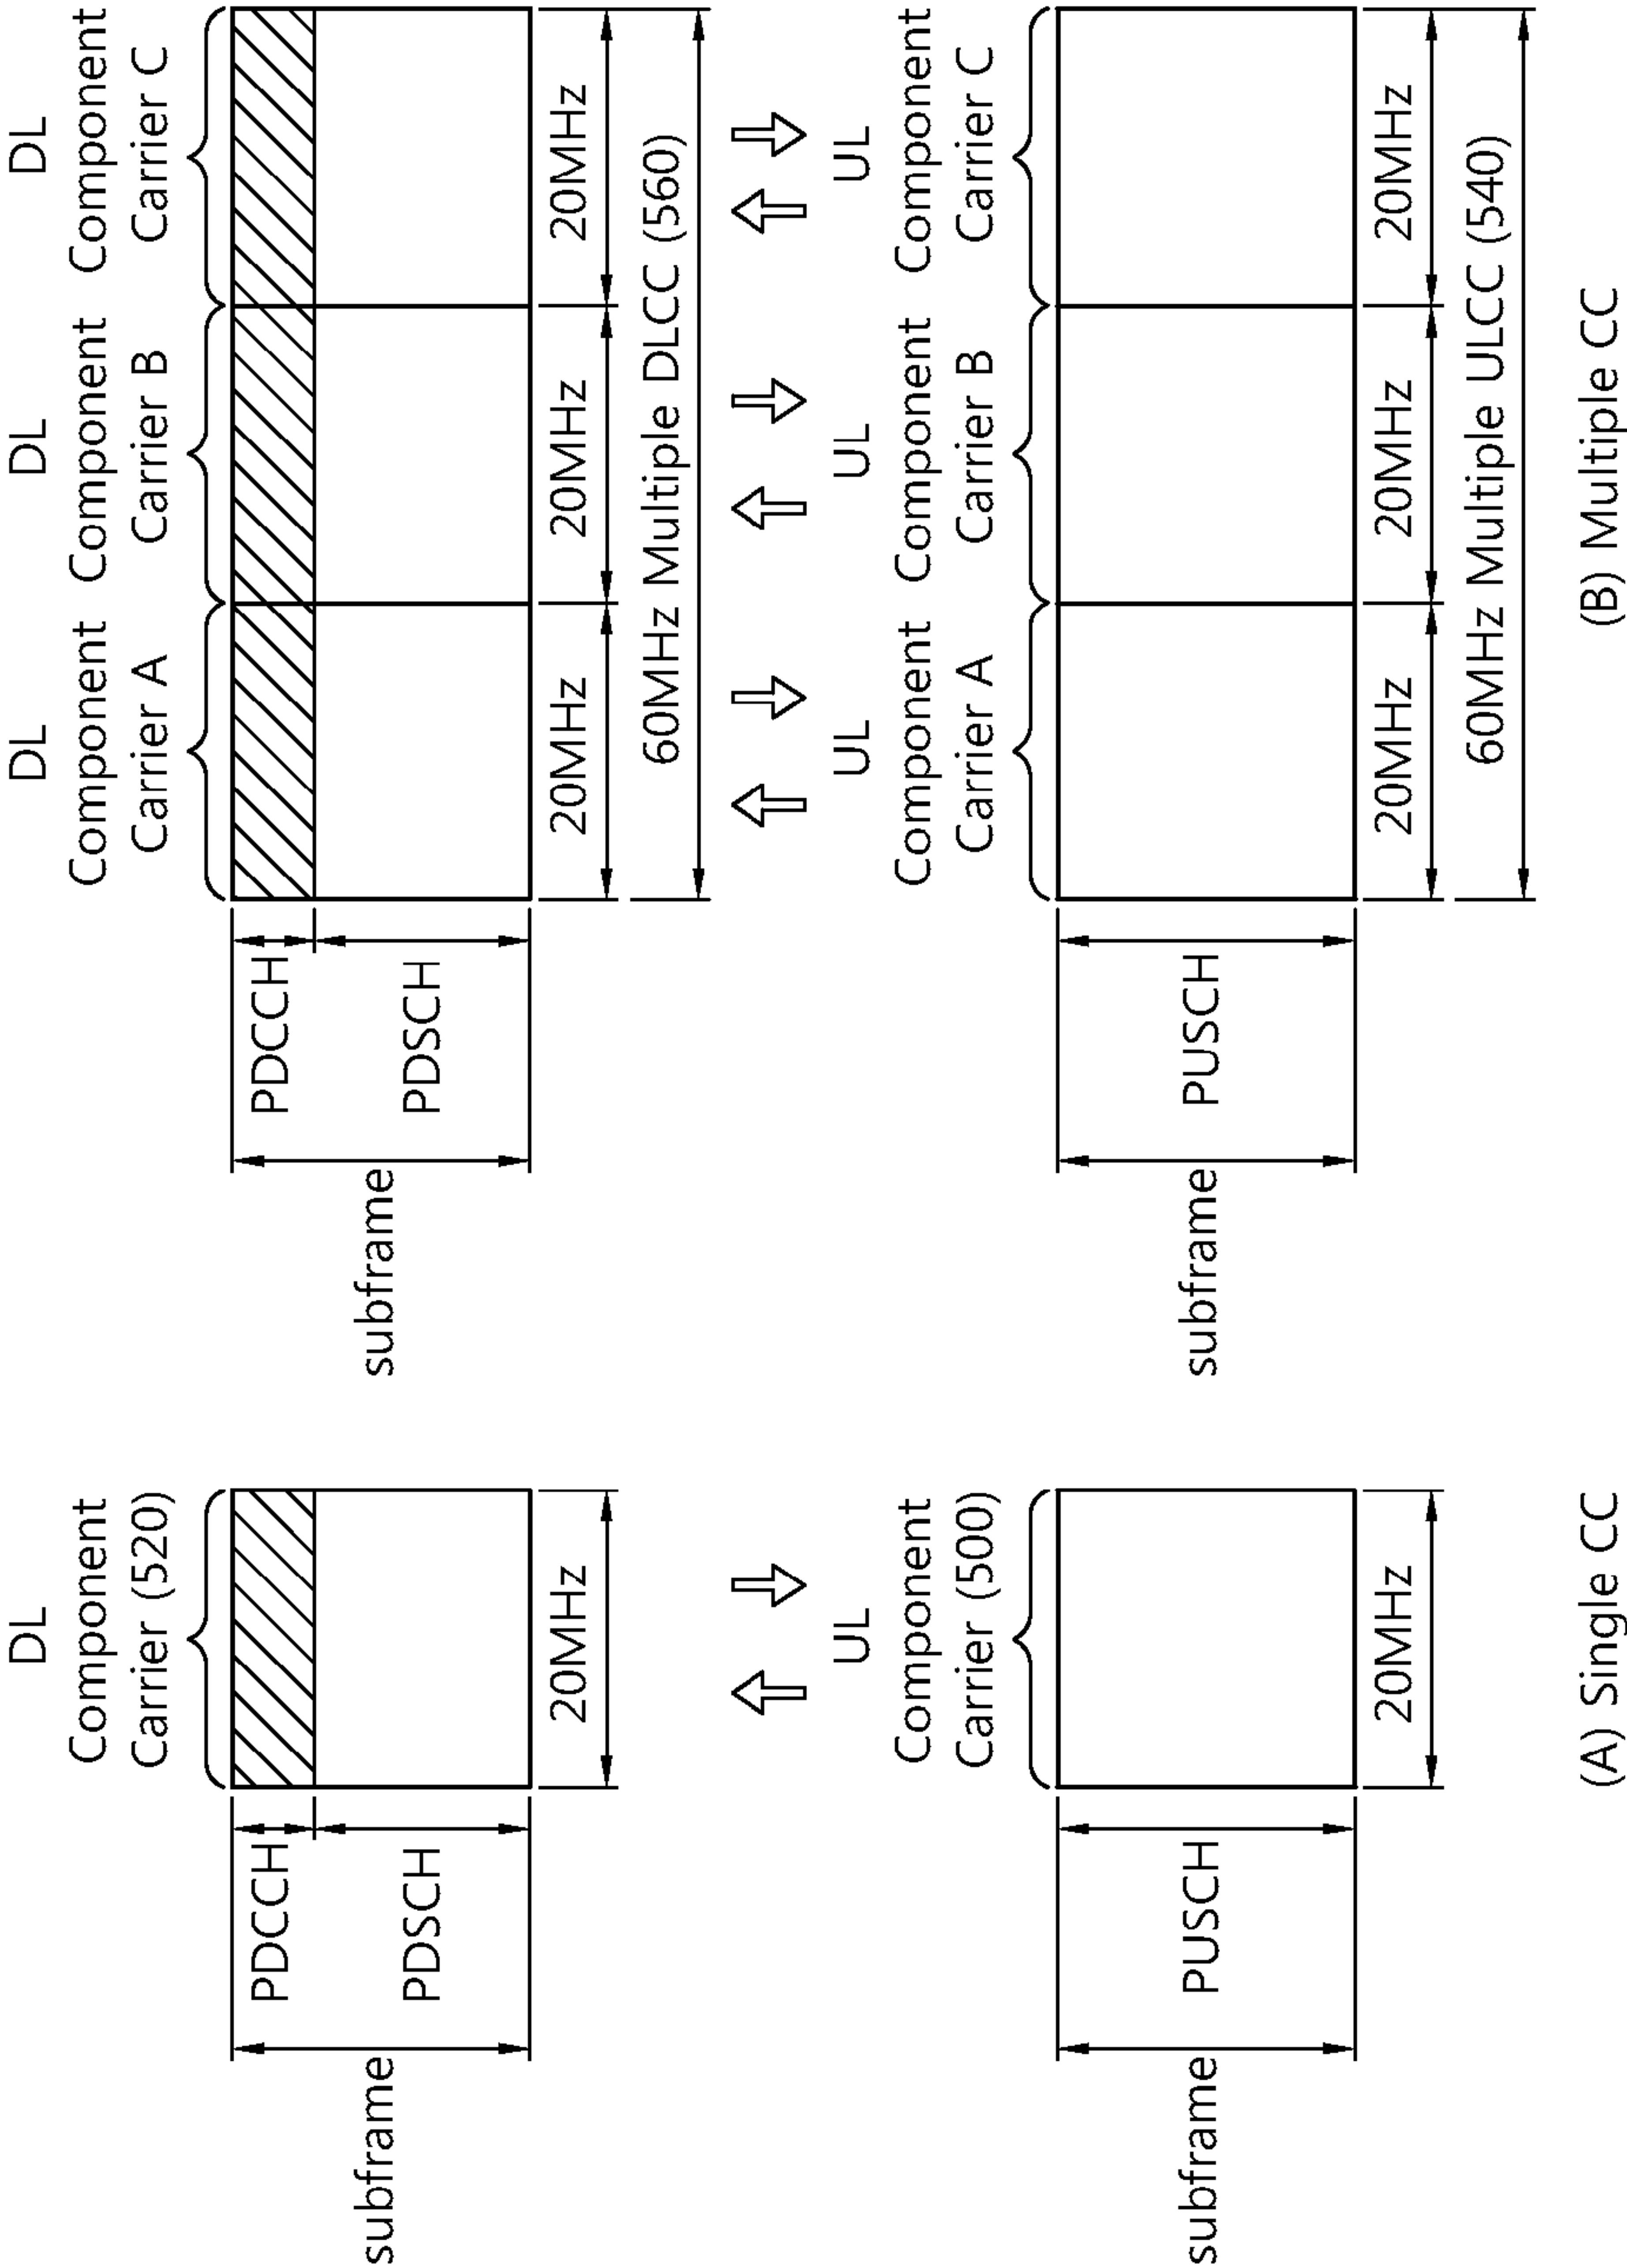 DL
Component
Carrier (520)
PDCCH
PDSCH
subframe
20MHz
UL
Component
Carrier (500)
PUSCH
subframe
20MHz
(A) Single CC
DL
Component
Carrier A
DL
Component
Carrier B
DL
Component
Carrier C
PDCCH
PDSCH
subframe
20MHz
20MHz
20MHz
60MHz Multiple DLCC (560)
UL
Component
Carrier A
UL
Component
Carrier B
UL
Component
Carrier C
PUSCH
subframe
20MHz
20MHz
20MHz
60MHz Multiple ULCC (540)
(B) Multiple CC